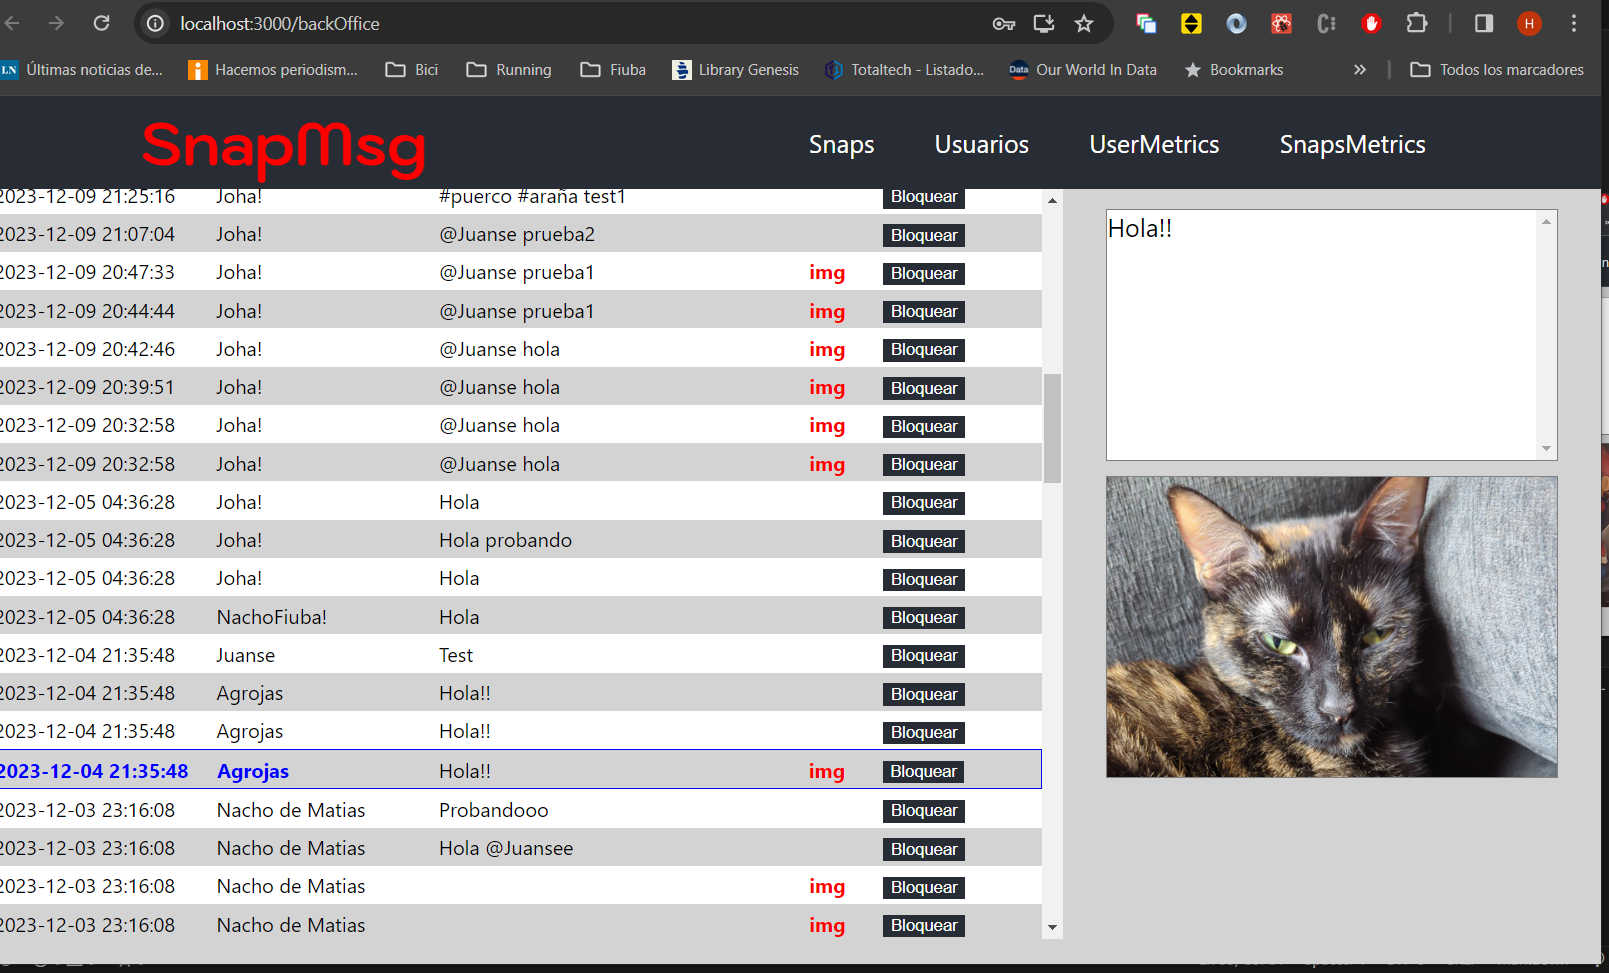 localhost:3000/backOffice
H
LN Últimas noticias de... Hacemos periodism... Bici Running Fiuba Library Genesis Totaltech - Listado... Data Our World In Data Bookmarks » Todos los marcadores
SnapMsg Snaps Usuarios UserMetrics SnapsMetrics
2023-12-09 21:25:16 Joha! #puerco #araña test1 Bloquear
2023-12-09 21:07:04 Joha! @Juanse prueba2 Bloquear
2023-12-09 20:47:33 Joha! @Juanse prueba1 img Bloquear
2023-12-09 20:44:44 Joha! @Juanse prueba1 img Bloquear
2023-12-09 20:42:46 Joha! @Juanse hola img Bloquear
2023-12-09 20:39:51 Joha! @Juanse hola img Bloquear
2023-12-09 20:32:58 Joha! @Juanse hola img Bloquear
2023-12-09 20:32:58 Joha! @Juanse hola img Bloquear
2023-12-05 04:36:28 Joha! Hola Bloquear
2023-12-05 04:36:28 Joha! Hola probando Bloquear
2023-12-05 04:36:28 Joha! Hola Bloquear
2023-12-05 04:36:28 NachoFiuba! Hola Bloquear
2023-12-04 21:35:48 Juanse Test Bloquear
2023-12-04 21:35:48 Agrojas Hola!! Bloquear
2023-12-04 21:35:48 Agrojas Hola!! Bloquear
2023-12-04 21:35:48 Agrojas Hola!! img Bloquear
2023-12-03 23:16:08 Nacho de Matias Probandooo Bloquear
2023-12-03 23:16:08 Nacho de Matias Hola @Juansee Bloquear
2023-12-03 23:16:08 Nacho de Matias img Bloquear
2023-12-03 23:16:08 Nacho de Matias img Bloquear
Hola!!